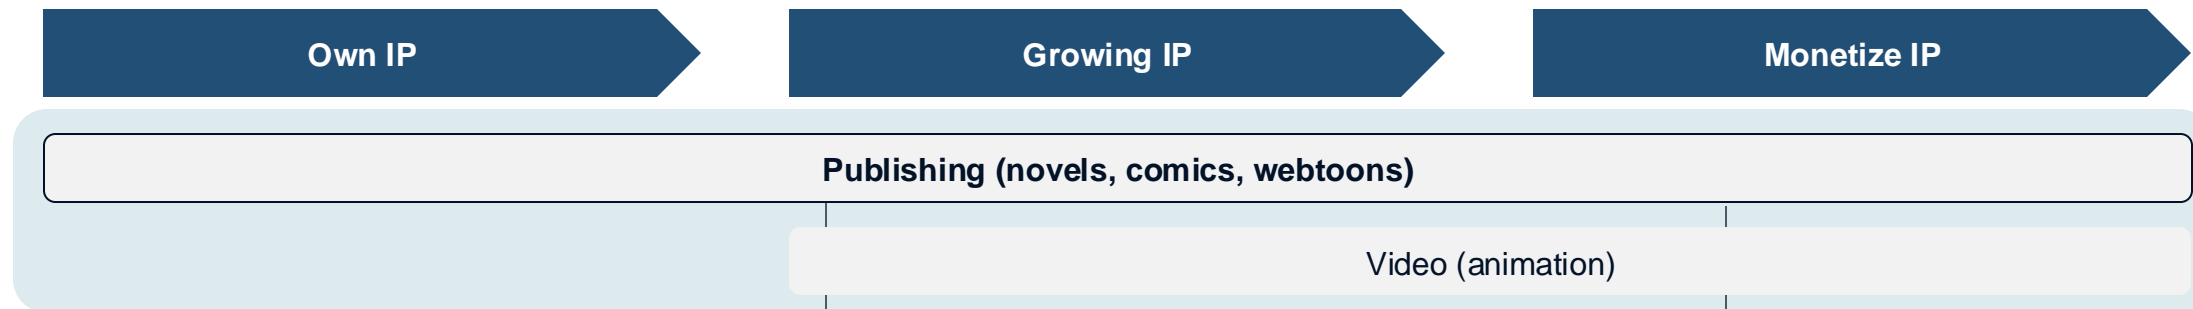 Own IP
Growing IP
Monetize IP
Publishing (novels, comics, webtoons)
Video (animation)